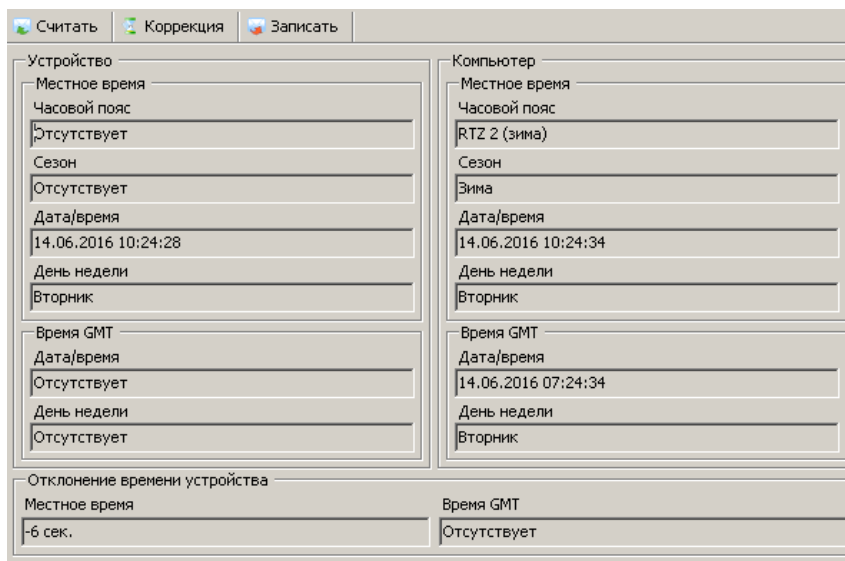 Считать Коррекция Записать
Устройство
Местное время
Часовой пояс
Отсутствует
Сезон
Отсутствует
Дата/время
14.06.2016 10:24:28
День недели
Вторник
Время GMT
Дата/время
Отсутствует
День недели
Отсутствует
Компьютер
Местное время
Часовой пояс
RTZ 2 (зима)
Сезон
Зима
Дата/время
14.06.2016 10:24:34
День недели
Вторник
Время GMT
Дата/время
14.06.2016 07:24:34
День недели
Вторник
Отклонение времени устройства
Местное время
-6 сек.
Время GMT
Отсутствует